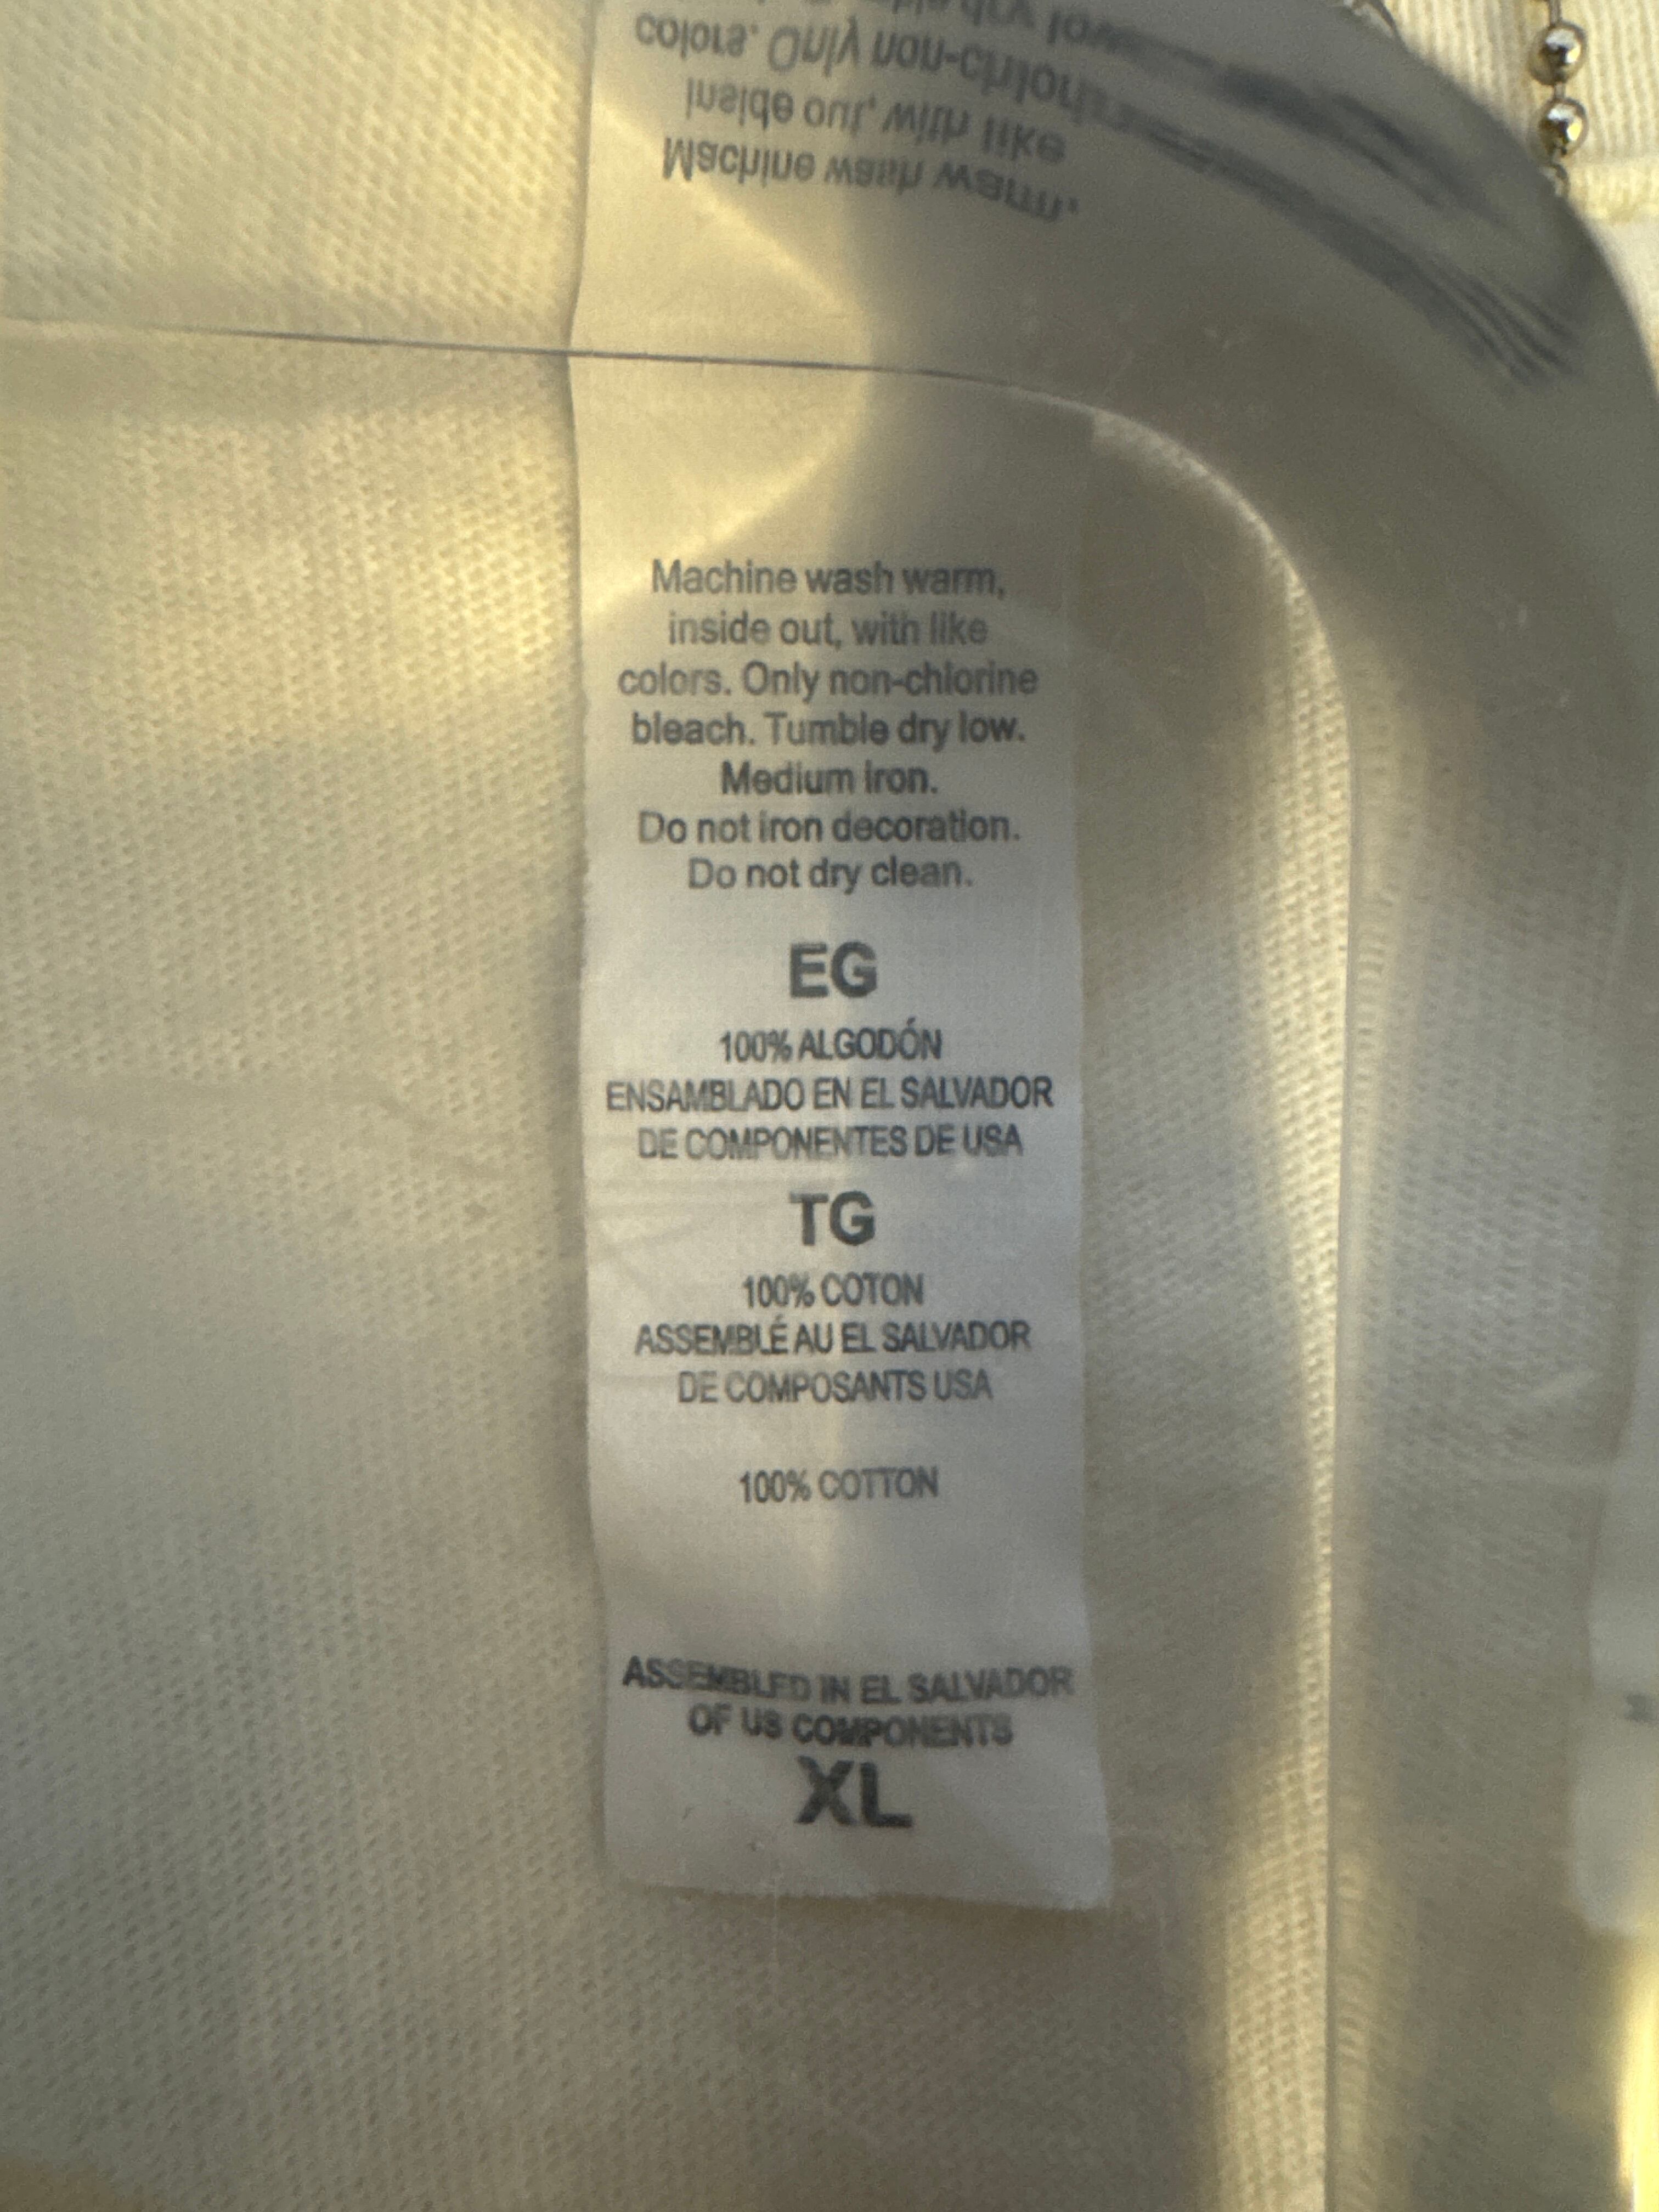 Machine wash warm,
inside out, with like
colors. Only non-chlorine
bleach. Tumble dry low.
Medium iron.
Do not iron decoration.
Do not dry clean.
EG
100% ALGODÓN
ENSAMBLADO EN EL SALVADOR
DE COMPONENTES DE USA
TG
100% COTON
ASSEMBLÉ AU EL SALVADOR
DE COMPOSANTS USA
100% COTTON
ASSEMBLED IN EL SALVADOR
OF US COMPONENTS
XL